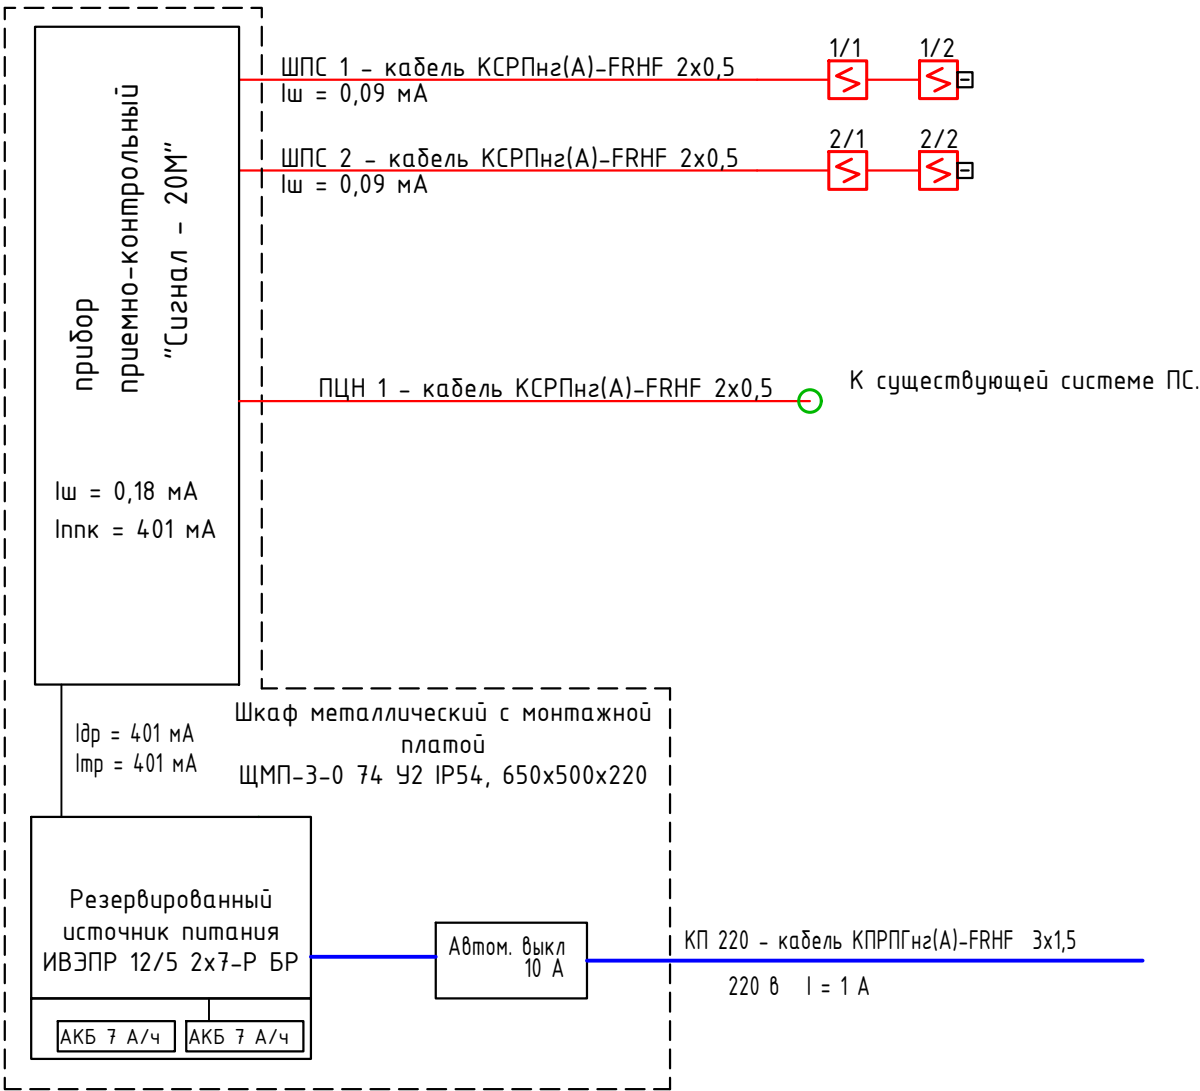 1/1
1/2
ШПС 1 - кабель КСРПнг(А)-FRHF 2x0,5
Iш = 0,09 мА
2/1
2/2
ШПС 2 - кабель КСРПнг(А)-FRHF 2x0,5
Iш = 0,09 мА
прибор
приемно-контрольный
"Сигнал - 20М"
ПЦН 1 - кабель КСРПнг(А)-FRHF 2x0,5
К существующей системе ПС.
Iш = 0,18 мА
Iппк = 401 мА
Iдр = 401 мА
Iтр = 401 мА
Шкаф металлический с монтажной
платой
ЩМП-3-0 74 У2 IP54, 650х500х220
Резервированный
источник питания
ИВЭПР 12/5 2х7-Р БР
Автом. выкл
10 А
КП 220 - кабель КПРПГнг(А)-FRHF 3х1,5
220 в I = 1 А
АКБ 7 А/ч
АКБ 7 А/ч